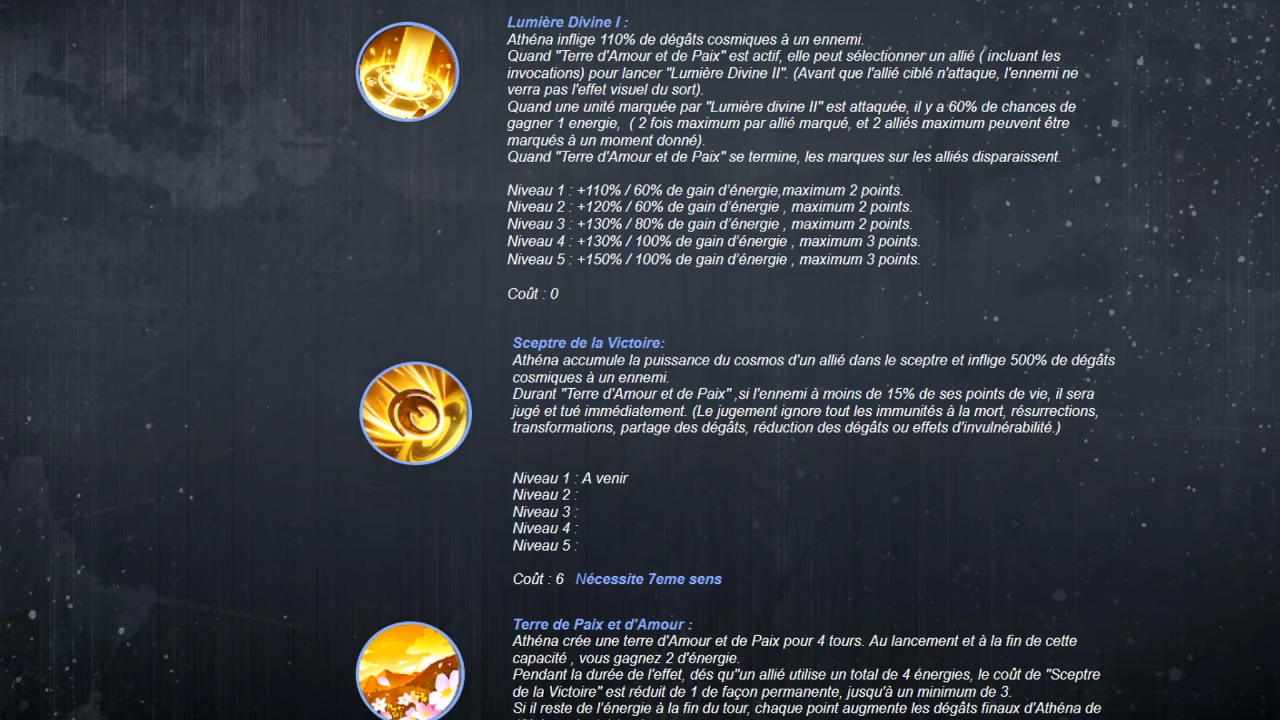 Lumière Divine I :
Athéna inflige 110% de dégâts cosmiques à un ennemi.
Quand "Terre d'Amour et de Paix" est actif, elle peut sélectionner un allié ( incluant les
invocations) pour lancer "Lumière Divine II". (Avant que l'allié ciblé n'attaque, l'ennemi ne
verra pas l'effet visuel du sort).
Quand une unité marquée par "Lumière divine II" est attaquée, il y a 60% de chances de
gagner 1 energie,  ( 2 fois maximum par allié marqué, et 2 alliés maximum peuvent être
marqués à un moment donné).
Quand "Terre d'Amour et de Paix" se termine, les marques sur les alliés disparaissent.
Niveau 1 : +110% / 60% de gain d'énergie,maximum 2 points.
Niveau 2 : +120% / 60% de gain d'énergie , maximum 2 points.
Niveau 3 : +130% / 80% de gain d'énergie , maximum 2 points.
Niveau 4 : +130% / 100% de gain d'énergie , maximum 3 points.
Niveau 5 : +150% / 100% de gain d'énergie , maximum 3 points.
Coût : 0
Sceptre de la Victoire:
Athéna accumule la puissance du cosmos d'un allié dans le sceptre et inflige 500% de dégâts
cosmiques à un ennemi.
Durant "Terre d'Amour et de Paix" ,si l'ennemi à moins de 15% de ses points de vie, il sera
jugé et tué immédiatement. (Le jugement ignore tout les immunités à la mort, résurrections,
transformations, partage des dégâts, réduction des dégâts ou effets d'invulnérabilité.)
Niveau 1 : A venir
Niveau 2 :
Niveau 3 :
Niveau 4 :
Niveau 5 :
Coût : 6   Nécessite 7eme sens
Terre de Paix et d'Amour :
Athéna crée une terre d'Amour et de Paix pour 4 tours. Au lancement et à la fin de cette
capacité , vous gagnez 2 d'énergie.
Pendant la durée de l'effet, dés qu"un allié utilise un total de 4 énergies, le coût de "Sceptre
de la Victoire" est réduit de 1 de façon permanente, jusqu'à un minimum de 3.
Si il reste de l'énergie à la fin du tour, chaque point augmente les dégâts finaux d'Athéna de